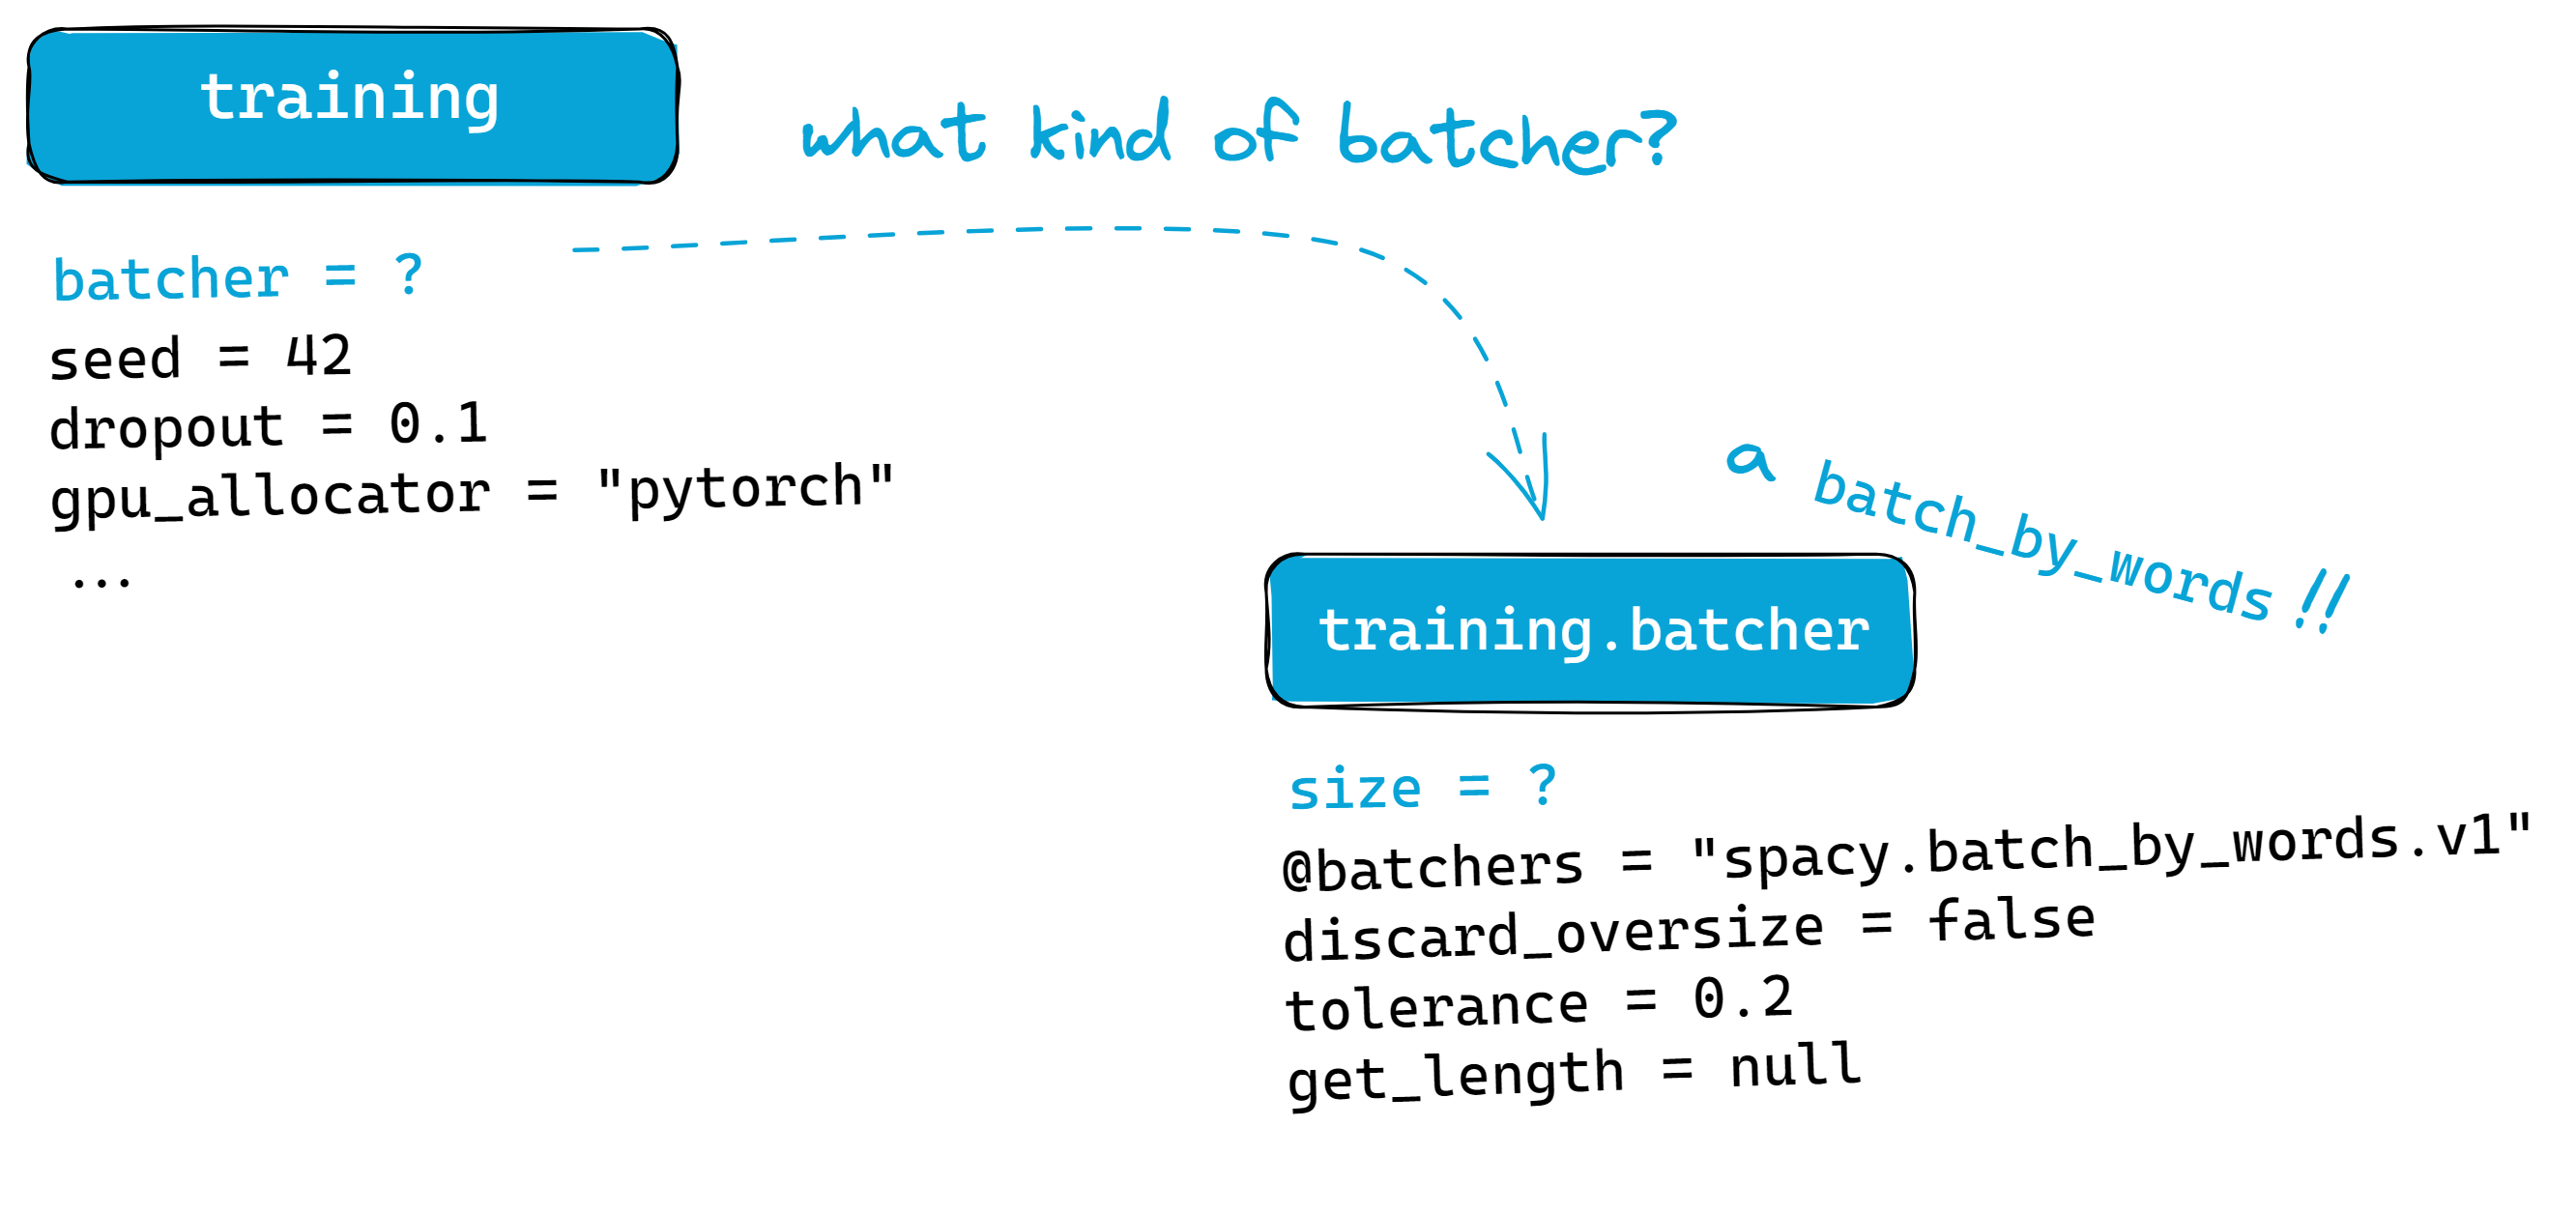 training
what kind of batcher?
batcher = ?
seed = 42
dropout = 0.1
gpu_allocator = "pytorch"
...
a batch_by_words!!
training.batcher
size = ?
@batchers = "spacy.batch_by_words.v1"
discard_oversize = false
tolerance = 0.2
get_length = null